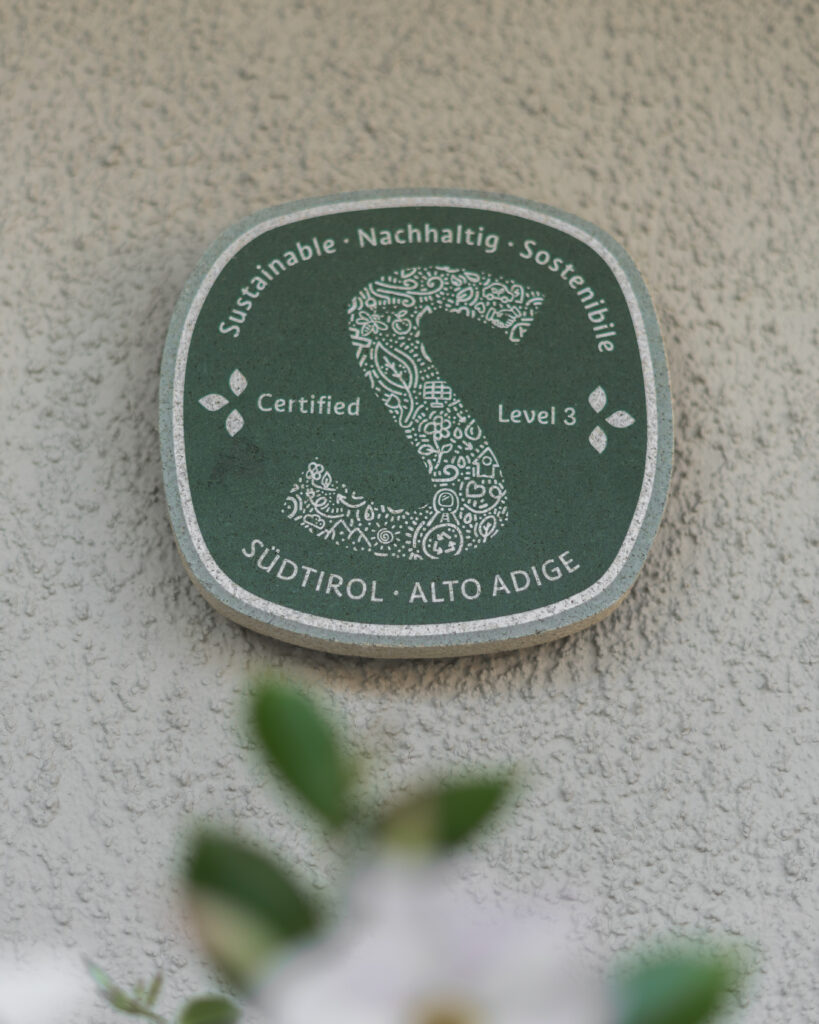 Sustainable · Nachhaltig · Sostenibile
S
Certified
Level 3
SÜDTIROL · ALTO ADIGE